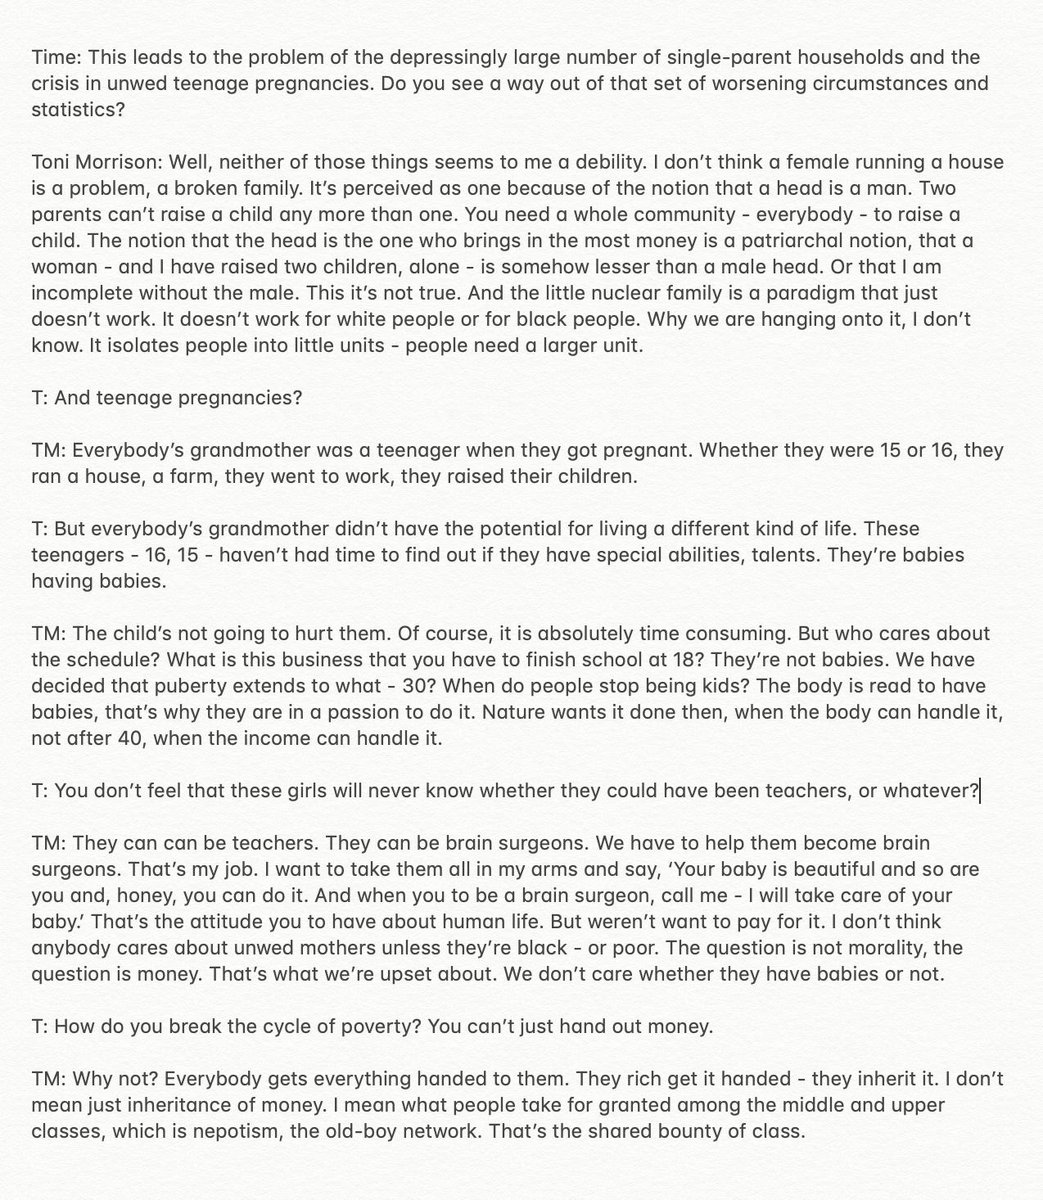 Time: This leads to the problem of the depressingly large number of single-parent households and the
crisis in unwed teenage pregnancies. Do you see a way out of that set of worsening circumstances and
statistics?
Toni Morrison: Well, neither of those things seems to me a debility. I don't think a female running a house
is a problem, a broken family. It's perceived as one because of the notion that a head is a man. Two
parents can't raise a child any more than one. You need a whole community - everybody - to raise a
child. The notion that the head is the one who brings in the most money is a patriarchal notion, that a
woman - and I have raised two children, alone - is somehow lesser than a male head. Or that I am
incomplete without the male. This it's not true. And the little nuclear family is a paradigm that just
doesn't work. It doesn't work for white people or for black people. Why we are hanging onto it, I don't
know. It isolates people into little units - people need a larger unit.
T: And teenage pregnancies?
TM: Everybody's grandmother was a teenager when they got pregnant. Whether they were 15 or 16, they
ran a house, a farm, they went to work, they raised their children.
T: But everybody's grandmother didn't have the potential for living a different kind of life. These
teenagers - 16, 15 - haven't had time to find out if they have special abilities, talents. They're babies
having babies.
TM: The child's not going to hurt them. Of course, it is absolutely time consuming. But who cares about
the schedule? What is this business that you have to finish school at 18? They're not babies. We have
decided that puberty extends to what - 30? When do people stop being kids? The body is read to have
babies, that's why they are in a passion to do it. Nature wants it done then, when the body can handle it,
not after 40, when the income can handle it.
T: You don't feel that these girls will never know whether they could have been teachers, or whatever?
TM: They can can be teachers. They can be brain surgeons. We have to help them become brain
surgeons. That's my job. I want to take them all in my arms and say, 'Your baby is beautiful and so are
you and, honey, you can do it. And when you to be a brain surgeon, call me - I will take care of your
baby.' That's the attitude you to have about human life. But weren't want to pay for it. I don't think
anybody cares about unwed mothers unless they're black - or poor. The question is not morality, the
question is money. That's what we're upset about. We don't care whether they have babies or not.
T: How do you break the cycle of poverty? You can't just hand out money.
TM: Why not? Everybody gets everything handed to them. They rich get it handed - they inherit it. I don't
mean just inheritance of money. I mean what people take for granted among the middle and upper
classes, which is nepotism, the old-boy network. That's the shared bounty of class.